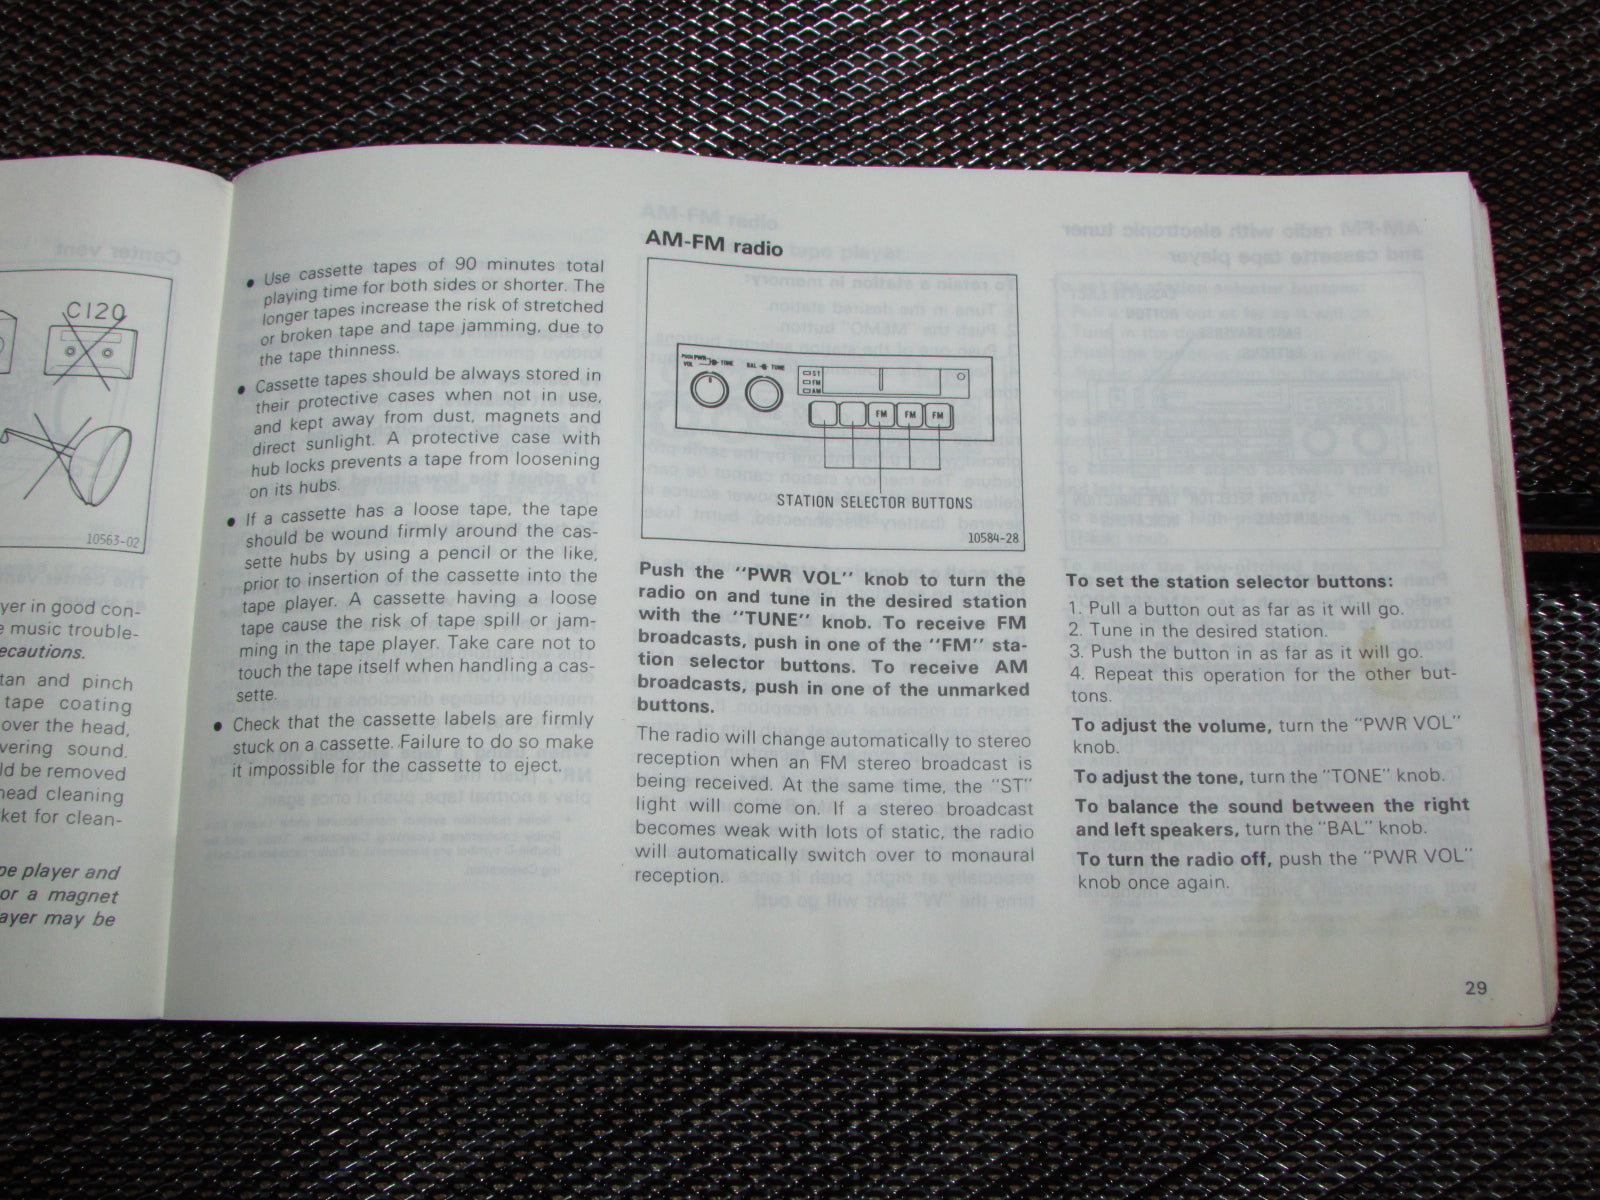 C120
10563-02
yer in good con-
e music trouble-
ecautions.
tan and pinch
tape coating
over the head,
vering sound.
ld be removed
head cleaning
ket for clean-
pe player and
or a magnet
ayer may be
● Use cassette tapes of 90 minutes total
playing time for both sides or shorter. The
longer tapes increase the risk of stretched
or broken tape and tape jamming, due to
the tape thinness.
● Cassette tapes should be always stored in
their protective cases when not in use,
and kept away from dust, magnets and
direct sunlight. A protective case with
hub locks prevents a tape from loosening
on its hubs.
● If a cassette has a loose tape, the tape
should be wound firmly around the cas-
sette hubs by using a pencil or the like,
prior to insertion of the cassette into the
tape player. A cassette having a loose
tape cause the risk of tape spill or jam-
ming in the tape player. Take care not to
touch the tape itself when handling a cas-
sette.
● Check that the cassette labels are firmly
stuck on a cassette. Failure to do so make
it impossible for the cassette to eject.
AM-FM radio
PUSH PWR
VOL TONE
BAL TUNE
ST
FM
AM
FM FM FM
STATION SELECTOR BUTTONS
10584-28
Push the "PWR VOL" knob to turn the
radio on and tune in the desired station
with the "TUNE" knob. To receive FM
broadcasts, push in one of the "FM" sta-
tion selector buttons. To receive AM
broadcasts, push in one of the unmarked
buttons.
The radio will change automatically to stereo
reception when an FM stereo broadcast is
being received. At the same time, the "ST"
light will come on. If a stereo broadcast
becomes weak with lots of static, the radio
will automatically switch over to monaural
reception.
To set the station selector buttons:
1. Pull a button out as far as it will go.
2. Tune in the desired station.
3. Push the button in as far as it will go.
4. Repeat this operation for the other but-
tons.
To adjust the volume, turn the "PWR VOL"
knob.
To adjust the tone, turn the "TONE" knob.
To balance the sound between the right
and left speakers, turn the "BAL" knob.
To turn the radio off, push the "PWR VOL"
knob once again.
29